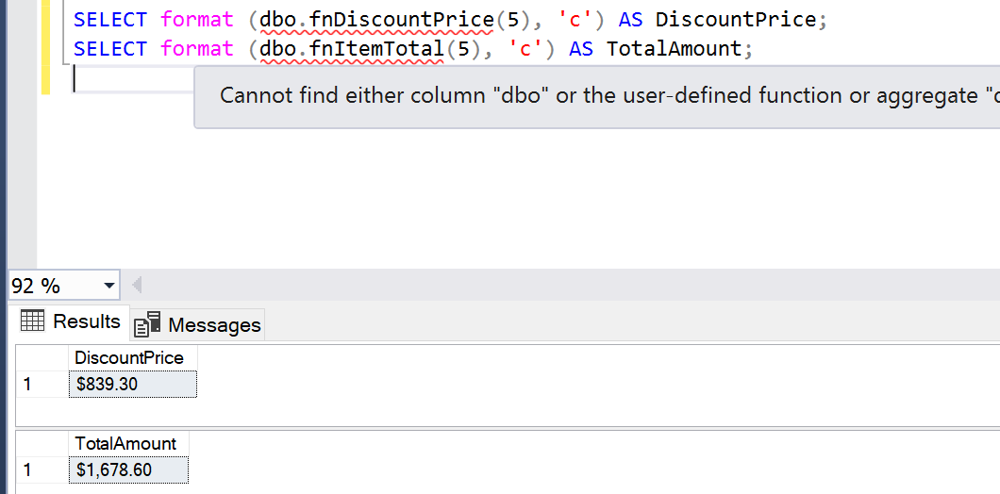 SELECT format (dbo.fnDiscountPrice(5), 'c') AS DiscountPrice;
SELECT format (dbo.fnItemTotal(5), 'c') AS TotalAmount;
Cannot find either column "dbo" or the user-defined function or aggregate "
92 %
Results Messages
DiscountPrice
1 $839.30
TotalAmount
1 $1,678.60